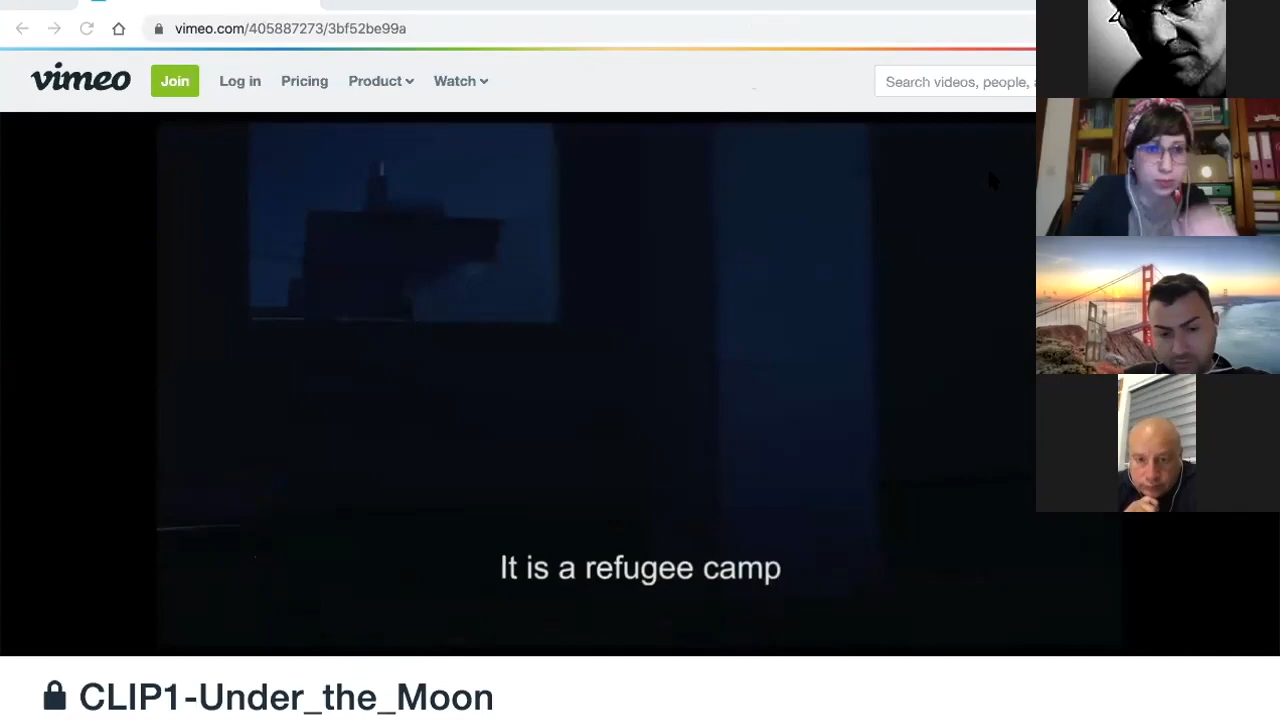 vimeo.com/405887273/3bf52be99a
vimeo Join Log in Pricing Product Watch Search videos, people,
It is a refugee camp
CLIP1-Under_the_Moon